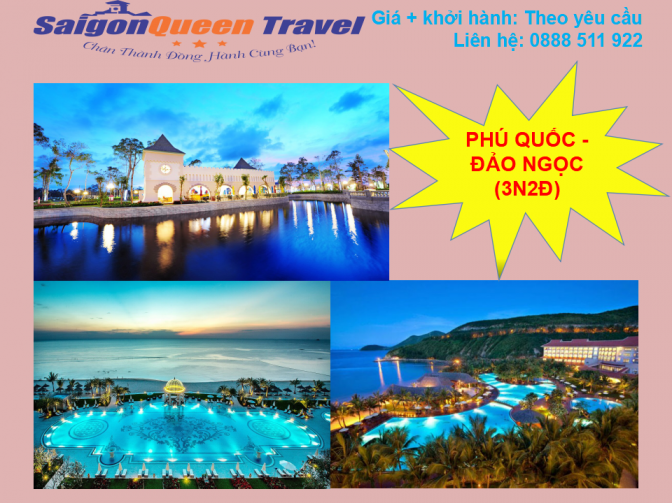 SaigonQueen Travel
Chân Thành Đồng Hành Cùng Bạn!
Giá + khởi hành: Theo yêu cầu
Liên hệ: 0888 511 922
PHÚ QUỐC -
ĐẢO NGỌC
(3N2Đ)